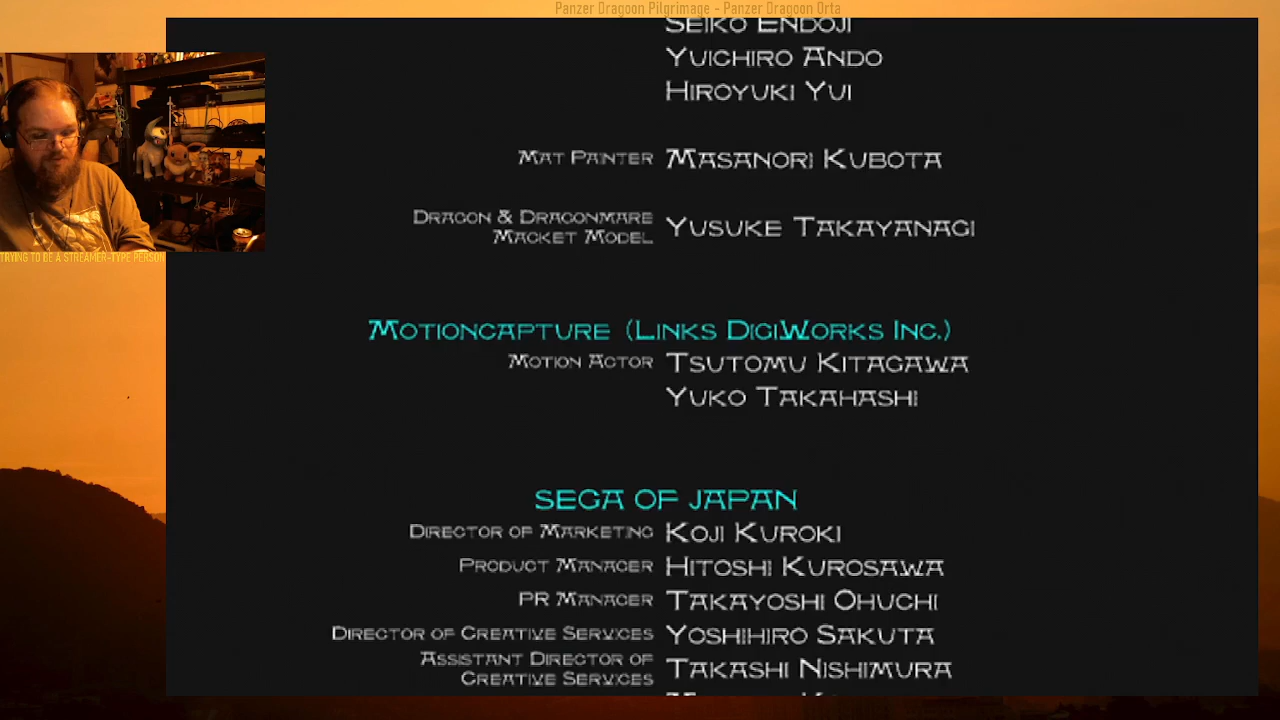 Panzer Dragoon Pilgrimage - Panzer Dragoon Orta
SEIKO ENDOJI
YUICHIRO ANDO
HIROYUKI YUI
MAT PAINTER MASANORI KUBOTA
DRAGON & DRAGONMARE
MACKET MODEL YUSUKE TAKAYANAGI
TRYING TO BE A STREAMER-TYPE PERSON
MOTIONCAPTURE (LINKS DIGIWORKS INC.)
MOTION ACTOR TSUTOMU KITAGAWA
YUKO TAKAHASHI
SEGA OF JAPAN
DIRECTOR OF MARKETING KOJI KUROKI
PRODUCT MANAGER HITOSHI KUROSAWA
PR MANAGER TAKAYOSHI OHUCHI
DIRECTOR OF CREATIVE SERVICES YOSHIHIRO SAKUTA
ASSISTANT DIRECTOR OF
CREATIVE SERVICES TAKASHI NISHIMURA